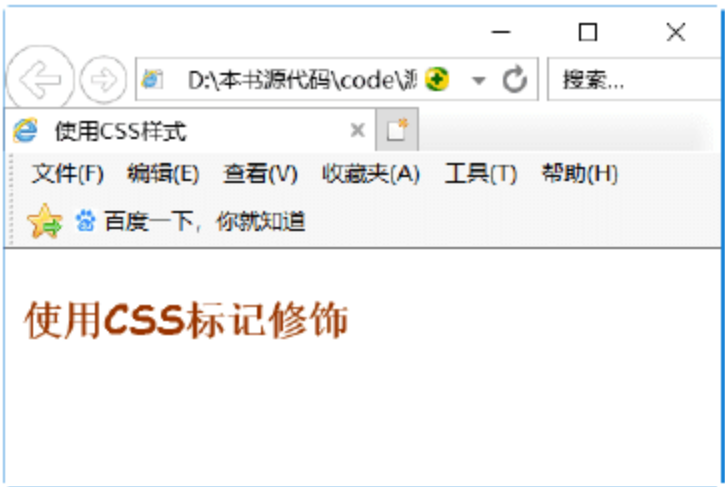 D:\本书源代码\code\源
搜索...
使用CSS样式
文件(F) 编辑(E) 查看(V) 收藏夹(A) 工具(T) 帮助(H)
百度一下，你就知道
使用CSS标记修饰